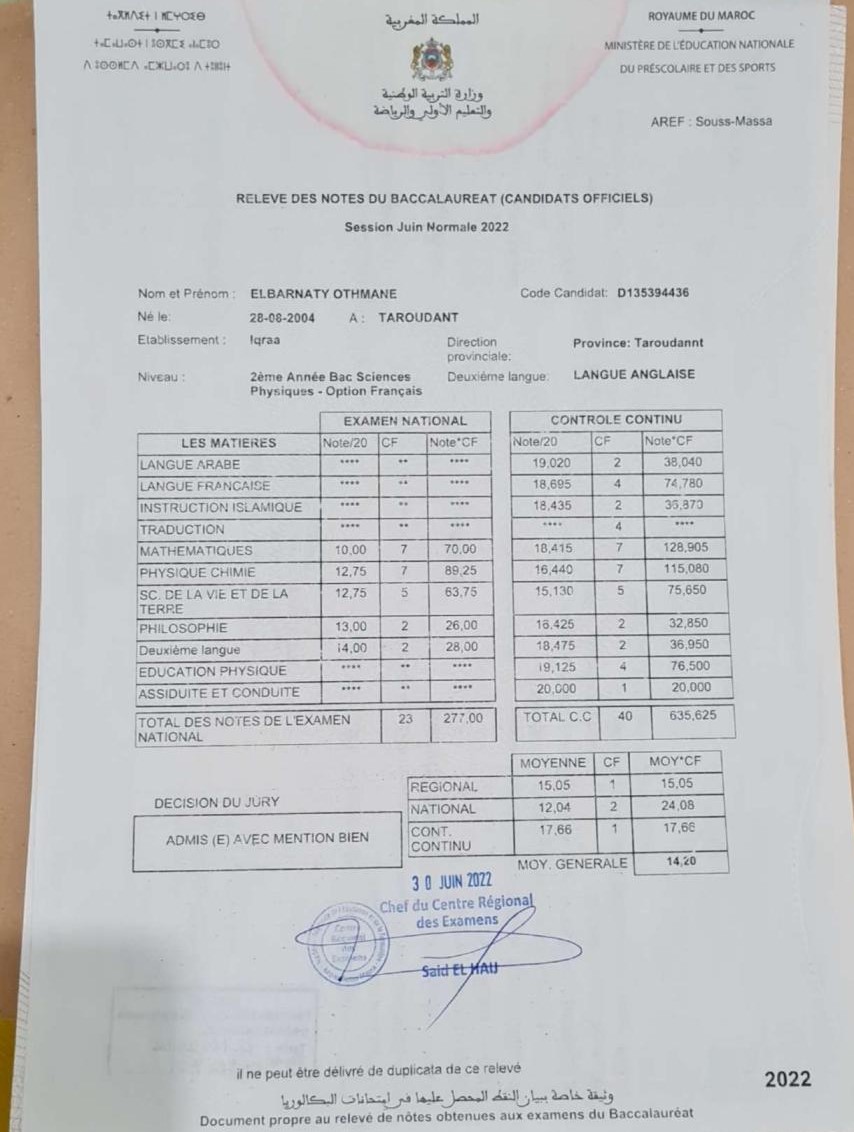 ⵜⴰⴳⵍⴷⵉⵜ ⵏ ⵍⵎⵖⵔⵉⴱ
المملكة المغربية
ROYAUME DU MAROC
MINISTÈRE DE L'ÉDUCATION NATIONALE
DU PRÉSCOLAIRE ET DES SPORTS
وزارة التربية الوطنية
والتعليم الأولي والرياضة
AREF : Souss-Massa
RELEVE DES NOTES DU BACCALAUREAT (CANDIDATS OFFICIELS)
Session Juin Normale 2022
Nom et Prénom : ELBARNATY OTHMANE Code Candidat: D135394436
Né le: 28-08-2004 A : TAROUDANT
Etablissement : Iqraa Direction provinciale: Province: Taroudannt
Niveau : 2ème Année Bac Sciences Deuxième langue: LANGUE ANGLAISE
Physiques - Option Français
EXAMEN NATIONAL CONTROLE CONTINU
LES MATIERES Note/20 CF Note*CF Note/20 CF Note*CF
LANGUE ARABE **** ** **** 19,020 2 38,040
LANGUE FRANCAISE **** ** **** 18,695 4 74,780
INSTRUCTION ISLAMIQUE **** ** **** 18,435 2 36,870
TRADUCTION **** ** **** **** 4 ****
MATHEMATIQUES 10,00 7 70,00 18,415 7 128,905
PHYSIQUE CHIMIE 12,75 7 89,25 16,440 7 115,080
SC. DE LA VIE ET DE LA 12,75 5 63,75 15,130 5 75,650
TERRE
PHILOSOPHIE 13,00 2 26,00 16,425 2 32,850
Deuxième langue 14,00 2 28,00 18,475 2 36,950
EDUCATION PHYSIQUE **** ** **** 19,125 4 76,500
ASSIDUITE ET CONDUITE **** ** **** 20,000 1 20,000
TOTAL DES NOTES DE L'EXAMEN 23 277,00 TOTAL C.C 40 635,625
NATIONAL
MOYENNE CF MOY*CF
REGIONAL 15,05 1 15,05
NATIONAL 12,04 2 24,08
CONT. 17,66 1 17,66
CONTINU
MOY. GENERALE 14,20
DECISION DU JURY
ADMIS (E) AVEC MENTION BIEN
30 JUIN 2022
Chef du Centre Régional
des Examens
Centre
Régional
des
Examens
Said EL HAU
il ne peut être délivré de duplicata de ce relevé
2022
وثيقة خاصة ببيان النقط المحصل عليها في إمتحانات البكالوريا
Document propre au relevé de nôtes obtenues aux examens du Baccalauréat